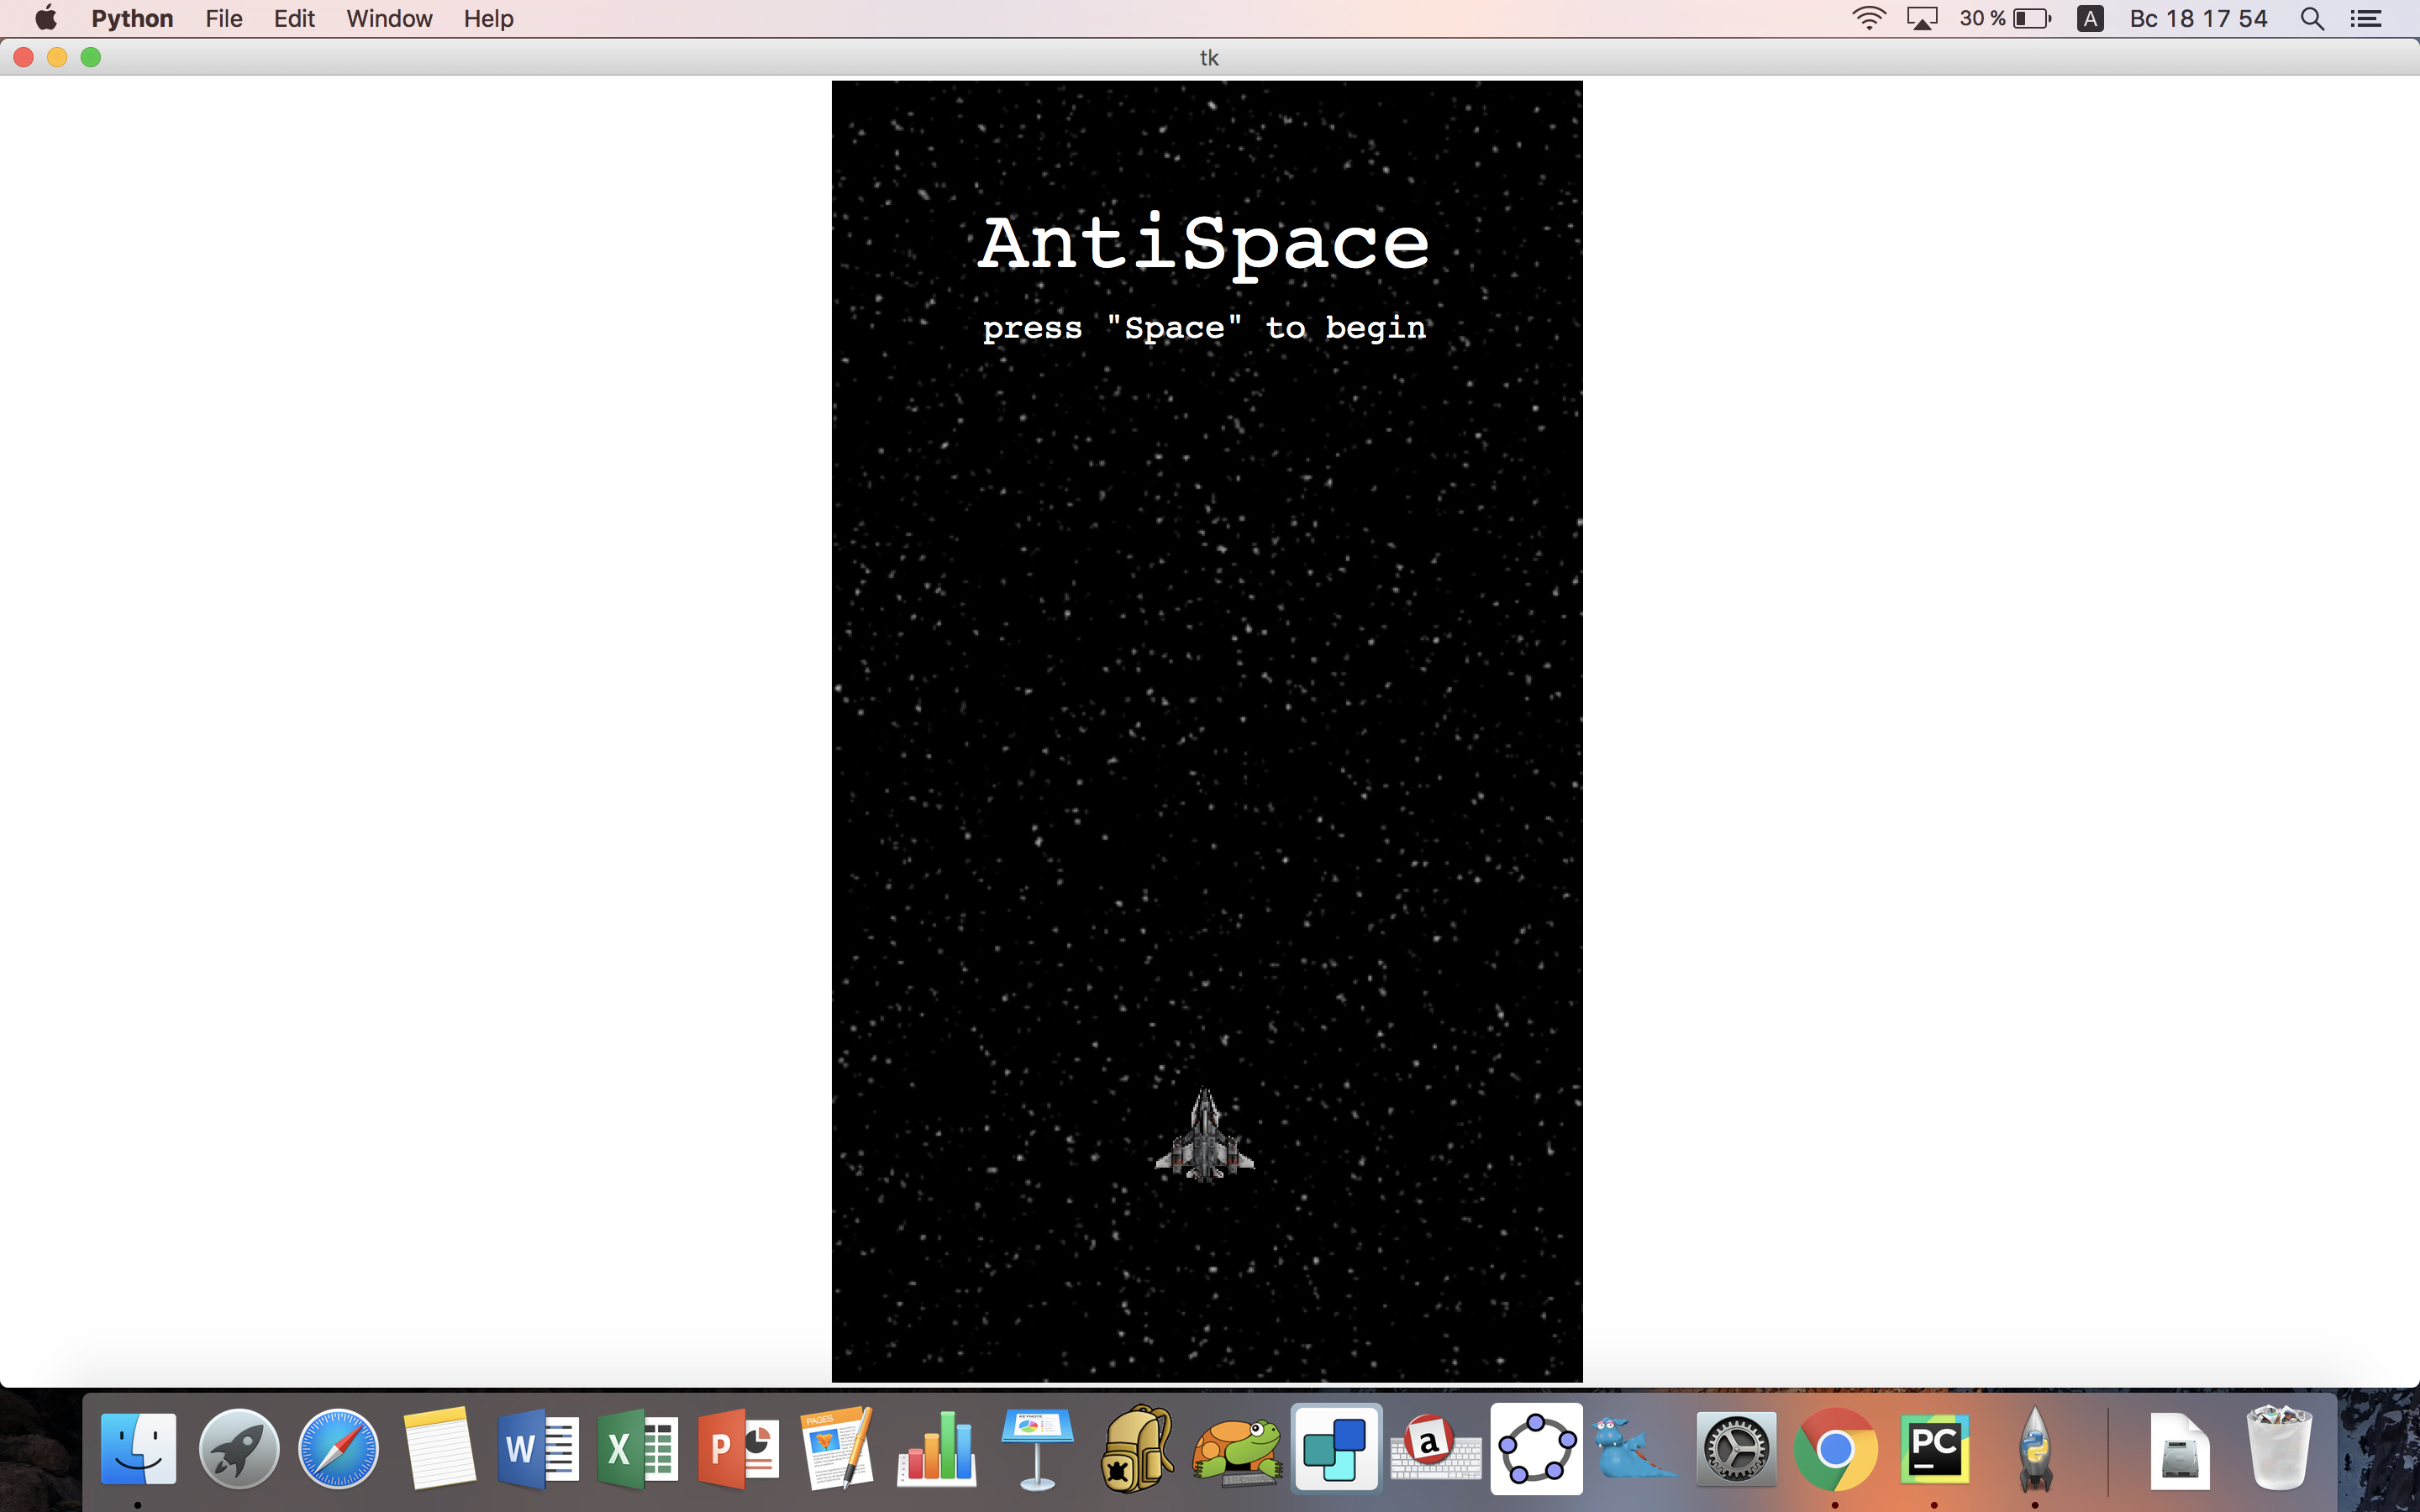 Python File Edit Window Help 30 % A Вс 18 17 54
tk
AntiSpace
press "Space" to begin
W X P PAGES KEYNOTE a PC